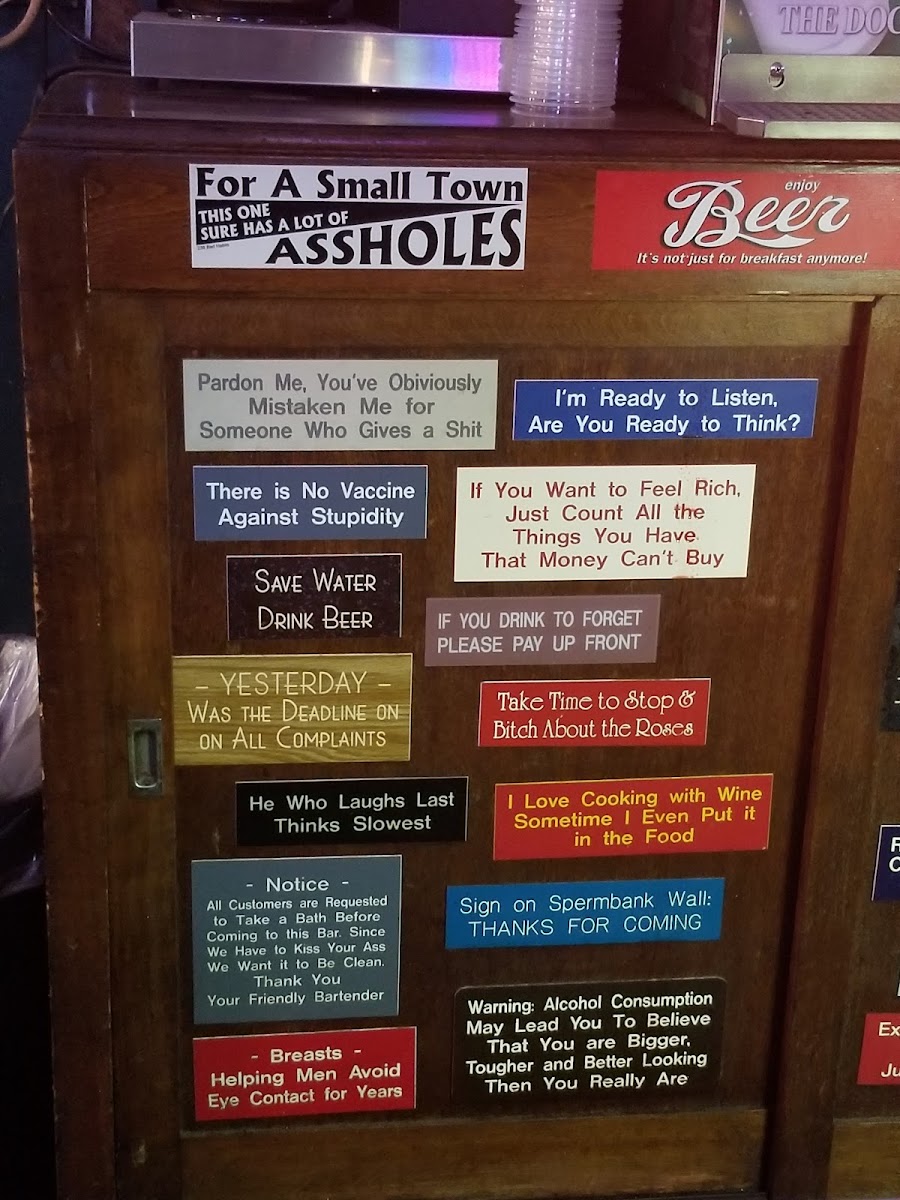 THE DOC
For A Small Town
THIS ONE
SURE HAS A LOT OF
ASSHOLES
enjoy
Beer
It's not just for breakfast anymore!
Pardon Me, You've Obiviously
Mistaken Me for
Someone Who Gives a Shit
I'm Ready to Listen,
Are You Ready to Think?
There is No Vaccine
Against Stupidity
If You Want to Feel Rich,
Just Count All the
Things You Have
That Money Can't Buy
SAVE WATER
DRINK BEER
IF YOU DRINK TO FORGET
PLEASE PAY UP FRONT
- YESTERDAY -
WAS THE DEADLINE ON
ON ALL COMPLAINTS
Take Time to Stop &
Bitch About the Roses
He Who Laughs Last
Thinks Slowest
I Love Cooking with Wine
Sometime I Even Put it
in the Food
- Notice -
All Customers are Requested
to Take a Bath Before
Coming to this Bar. Since
We Have to Kiss Your Ass
We Want it to Be Clean.
Thank You
Your Friendly Bartender
Sign on Spermbank Wall:
THANKS FOR COMING
- Breasts -
Helping Men Avoid
Eye Contact for Years
Warning: Alcohol Consumption
May Lead You To Believe
That You are Bigger,
Tougher and Better Looking
Then You Really Are
Ex
Ju